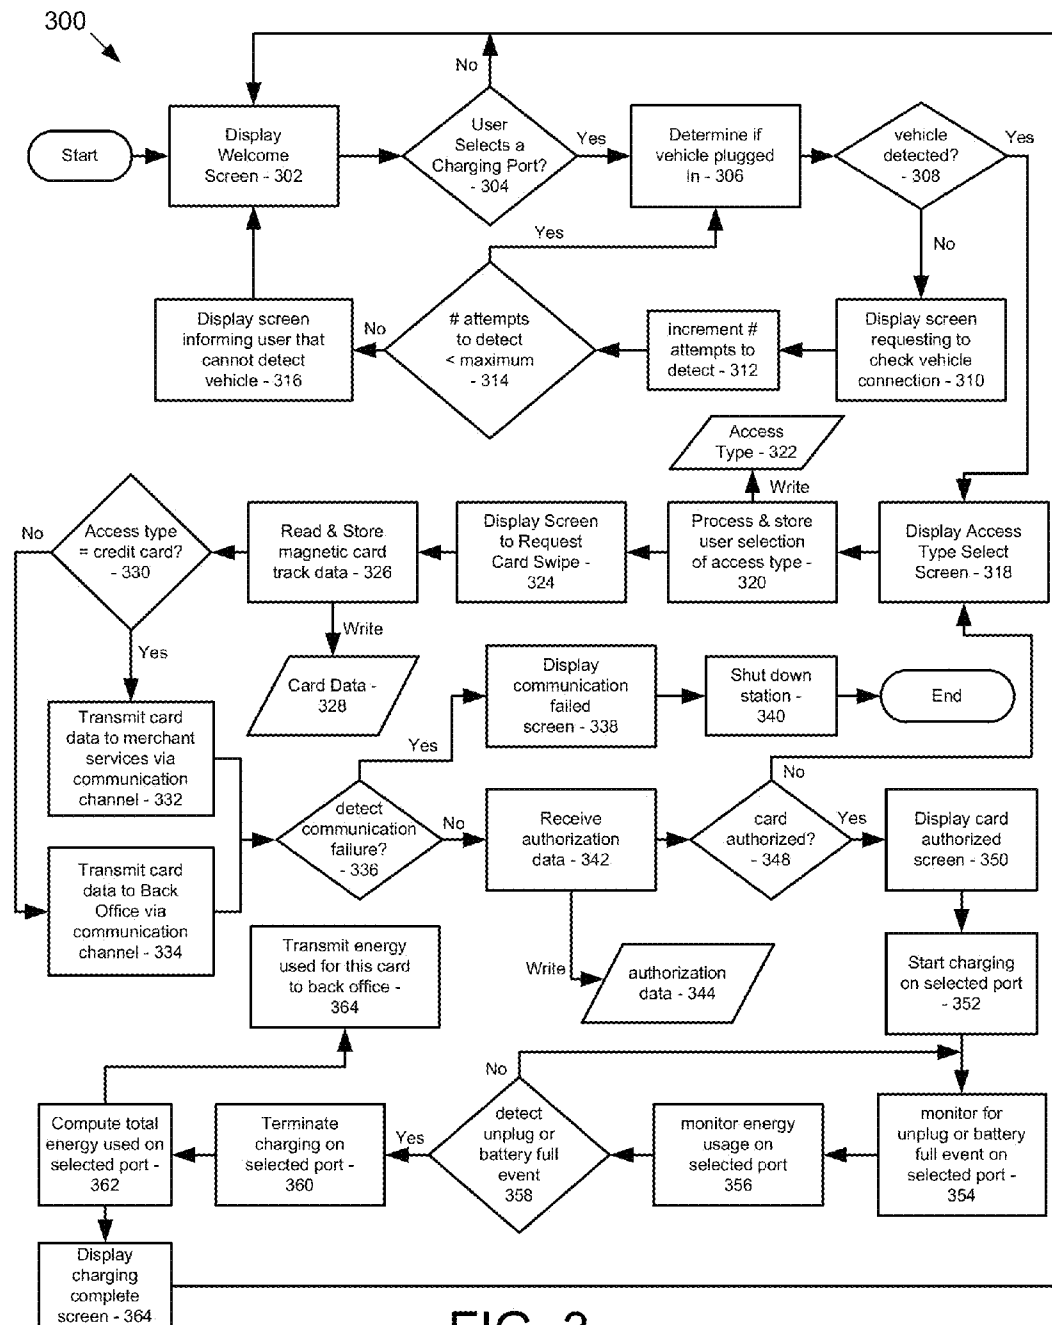 300
Start
Display
Welcome
Screen - 302
No
User
Selects a
Charging Port?
- 304
Yes
Determine if
vehicle plugged
In - 306
vehicle
detected?
- 308
Yes
No
Yes
Display screen
informing user that
cannot detect
vehicle - 316
No
# attempts
to detect
< maximum
- 314
increment #
attempts to
detect - 312
Display screen
requesting to
check vehicle
connection - 310
Access
Type - 322
Write
No
Access type
= credit card?
- 330
Read & Store
magnetic card
track data - 326
Display Screen
to Request
Card Swipe -
324
Process & store
user selection
of access type -
320
Display Access
Type Select
Screen - 318
Write
Yes
Card Data -
328
Display
communication
failed
screen - 338
Shut down
station -
340
End
Transmit card
data to merchant
services via
communication
channel - 332
Yes
No
detect
communication
failure?
- 336
No
Receive
authorization
data - 342
card
authorized?
- 348
Yes
Display card
authorized
screen - 350
Transmit card
data to Back
Office via
communication
channel - 334
Transmit energy
used for this card
to back office -
364
Write
authorization
data - 344
Start charging
on selected port
- 352
No
Compute total
energy used on
selected port -
362
Terminate
charging on
selected port -
360
Yes
detect
unplug or
battery full
event
358
monitor energy
usage on
selected port
356
monitor for
unplug or battery
full event on
selected port -
354
Display
charging
complete
screen - 364
FIG. 3